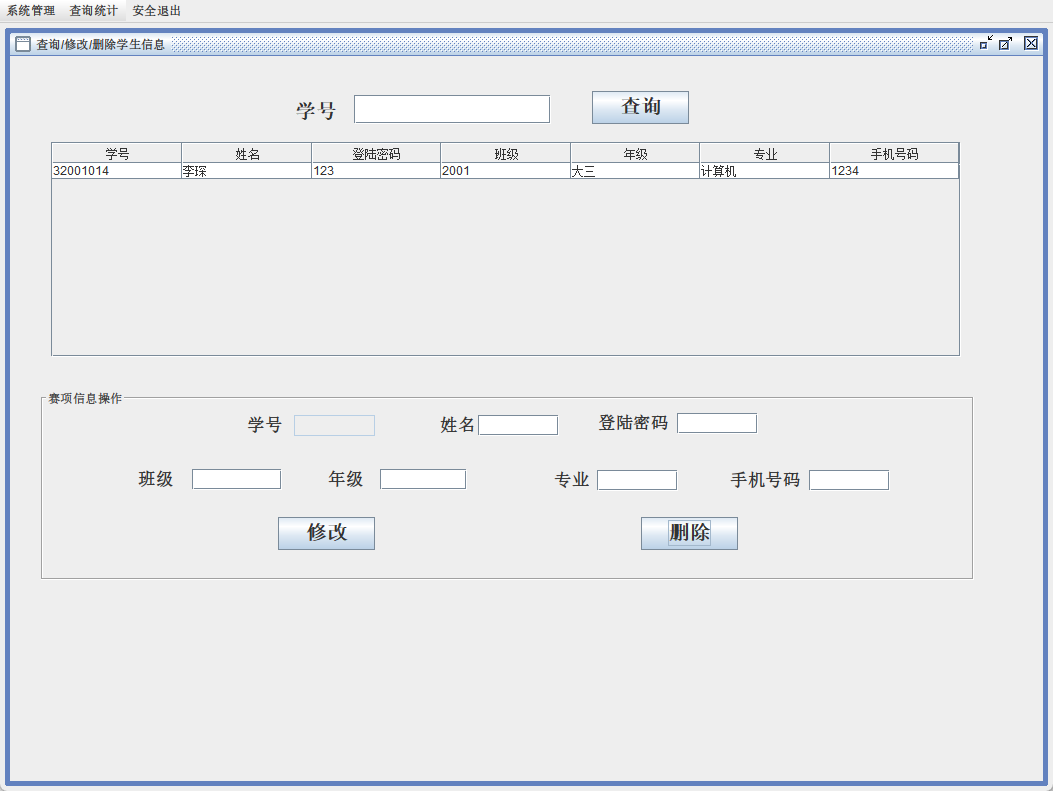 系统管理 查询统计 安全退出
查询/修改/删除学生信息
学号 查询
学号 姓名 登陆密码 班级 年级 专业 手机号码
32001014 李琛 123 2001 大三 计算机 1234
赛项信息操作
学号 姓名 登陆密码
班级 年级 专业 手机号码
修改 删除